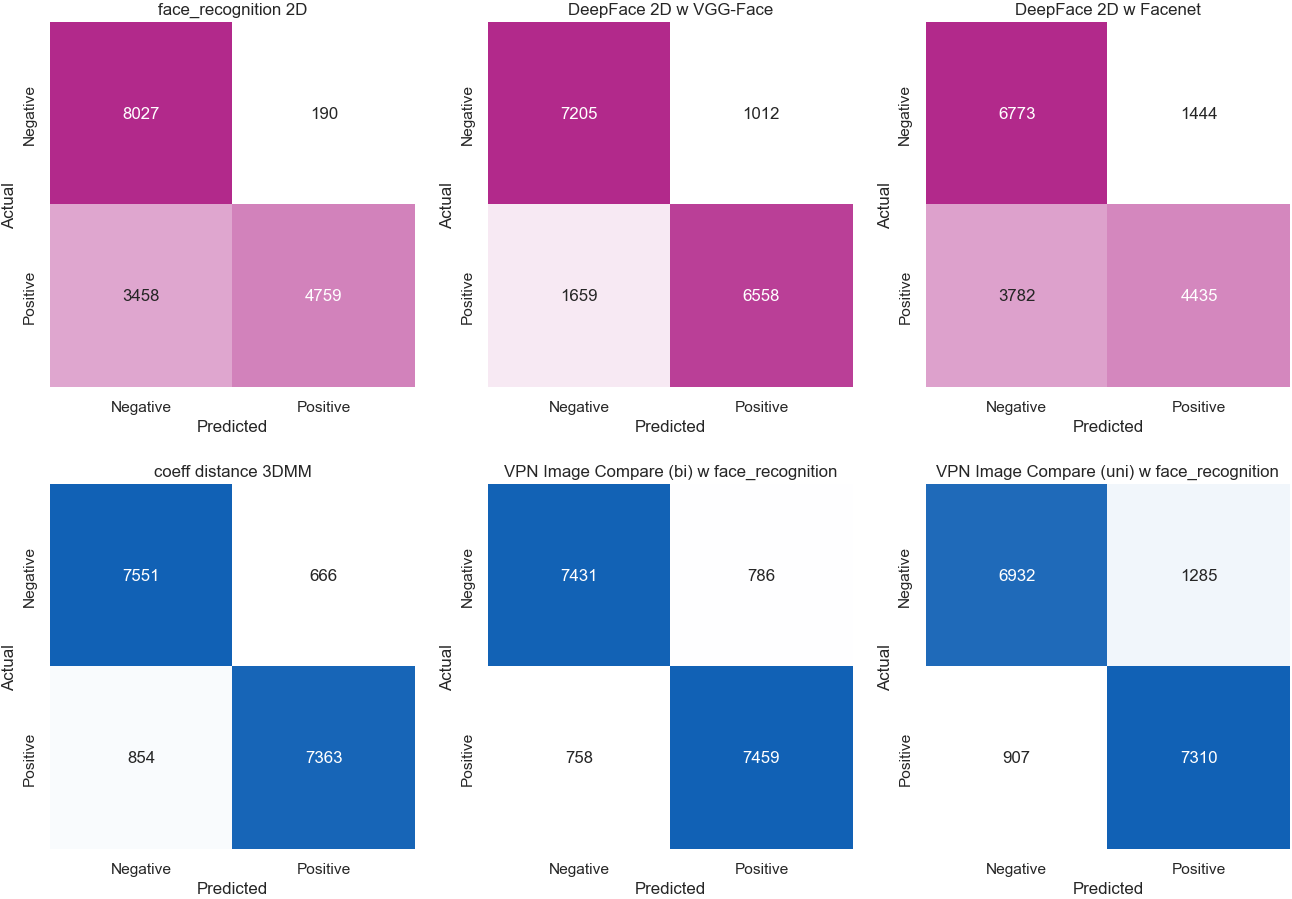 face_recognition 2D
Negative
8027
190
Actual
Positive
3458
4759
Negative
Positive
Predicted
DeepFace 2D w VGG-Face
Negative
7205
1012
Actual
Positive
1659
6558
Negative
Positive
Predicted
DeepFace 2D w Facenet
Negative
6773
1444
Actual
Positive
3782
4435
Negative
Positive
Predicted
coeff distance 3DMM
Negative
7551
666
Actual
Positive
854
7363
Negative
Positive
Predicted
VPN Image Compare (bi) w face_recognition
Negative
7431
786
Actual
Positive
758
7459
Negative
Positive
Predicted
VPN Image Compare (uni) w face_recognition
Negative
6932
1285
Actual
Positive
907
7310
Negative
Positive
Predicted